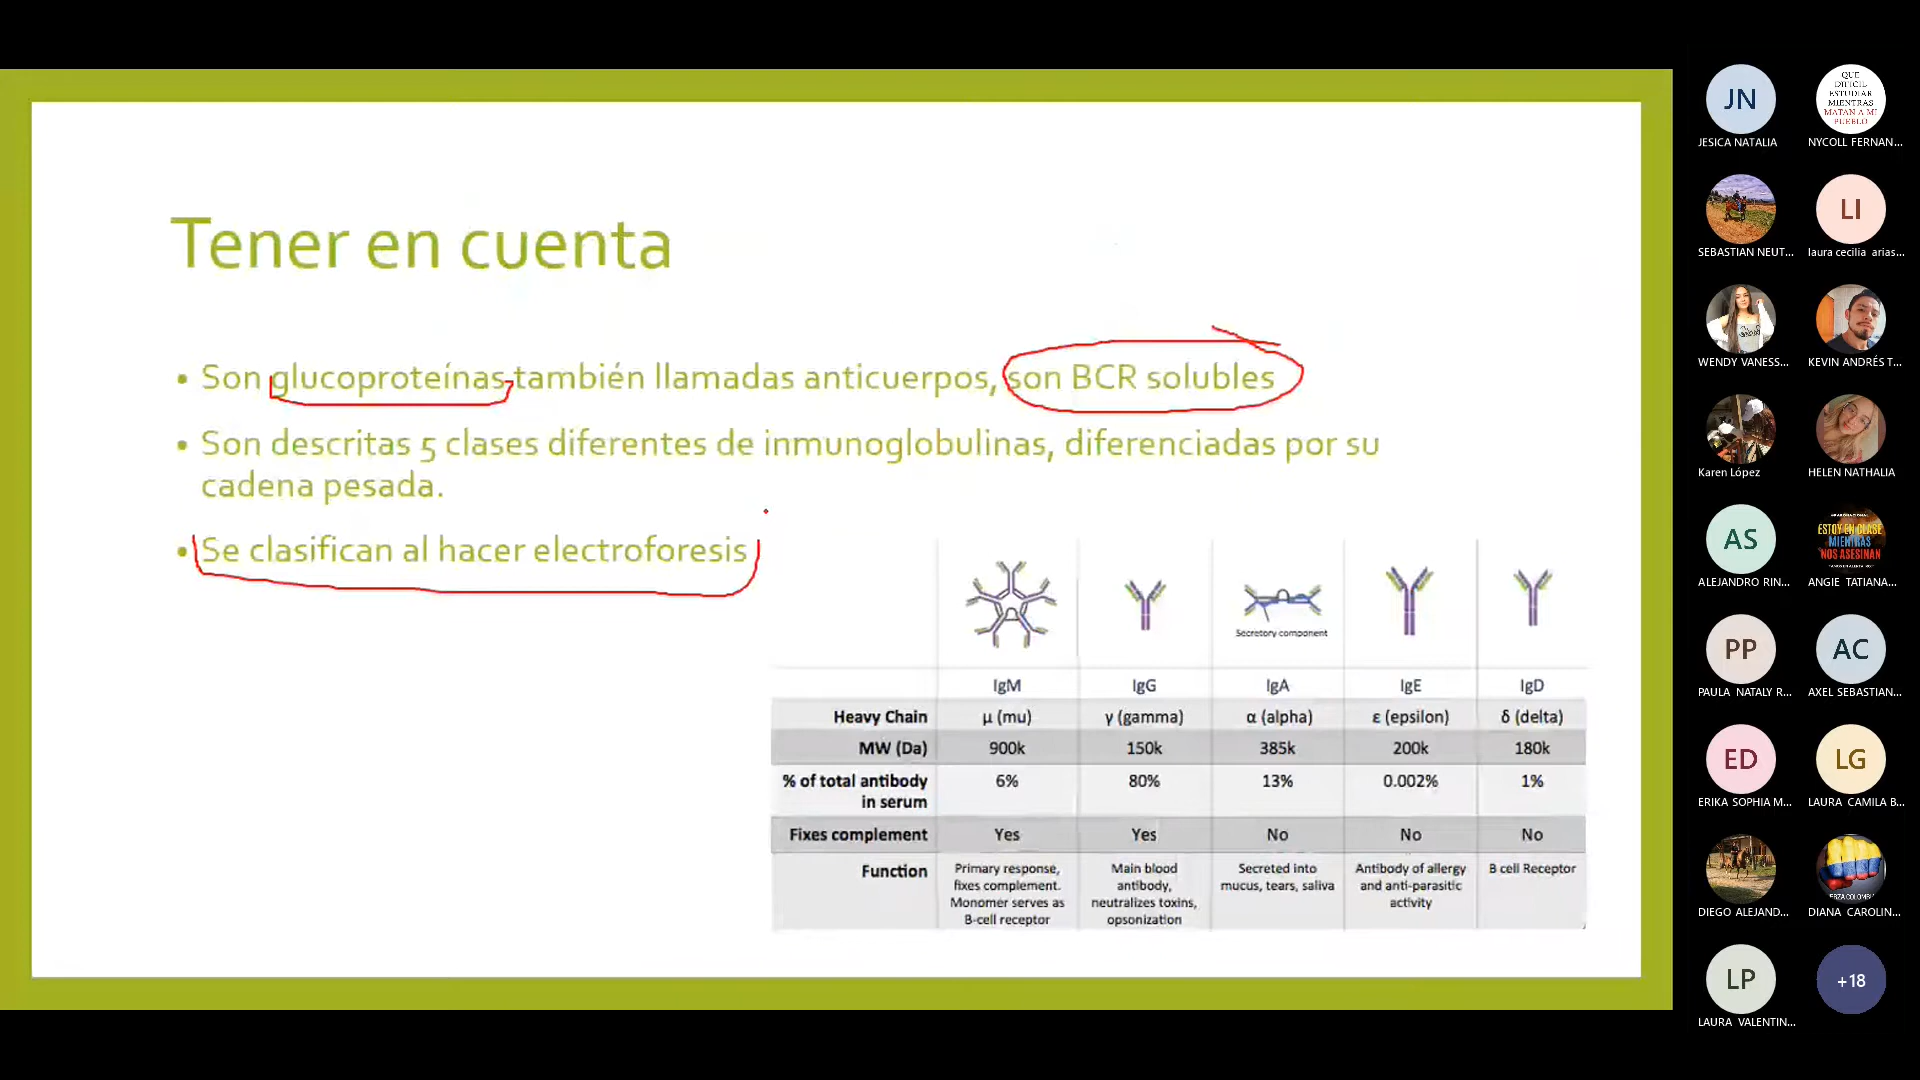 Tener en cuenta
• Son glucoproteínas también llamadas anticuerpos, son BCR solubles
• Son descritas 5 clases diferentes de inmunoglobulinas, diferenciadas por su
cadena pesada.
• Se clasifican al hacer electroforesis
Secretory component
IgM IgG IgA IgE IgD
Heavy Chain μ (mu) γ (gamma) α (alpha) ε (epsilon) δ (delta)
MW (Da) 900k 150k 385k 200k 180k
% of total antibody in serum 6% 80% 13% 0.002% 1%
Fixes complement Yes Yes No No No
Function
Primary response,
fixes complement.
Monomer serves as
B-cell receptor
Main blood
antibody,
neutralizes toxins,
opsonization
Secreted into
mucus, tears, saliva
Antibody of allergy
and anti-parasitic
activity
B cell Receptor
JN
JESICA NATALIA
QUE
DIFICIL
ESTUDIAR
MIENTRAS
MATAN A MI
PUEBLO
NYCOLL FERNAN...
SEBASTIAN NEUT...
LI
laura cecilia arias...
WENDY VANESS...
KEVIN ANDRÉS T...
Karen López
HELEN NATHALIA
AS
ALEJANDRO RIN...
ESTOY EN CLASE
MIENTRAS
NOS ASESINAN
ANGIE TATIANA...
PP
PAULA NATALY R...
AC
AXEL SEBASTIAN...
ED
ERIKA SOPHIA M...
LG
LAURA CAMILA B...
DIEGO ALEJAND...
DIANA CAROLIN...
LP
LAURA VALENTIN...
+18